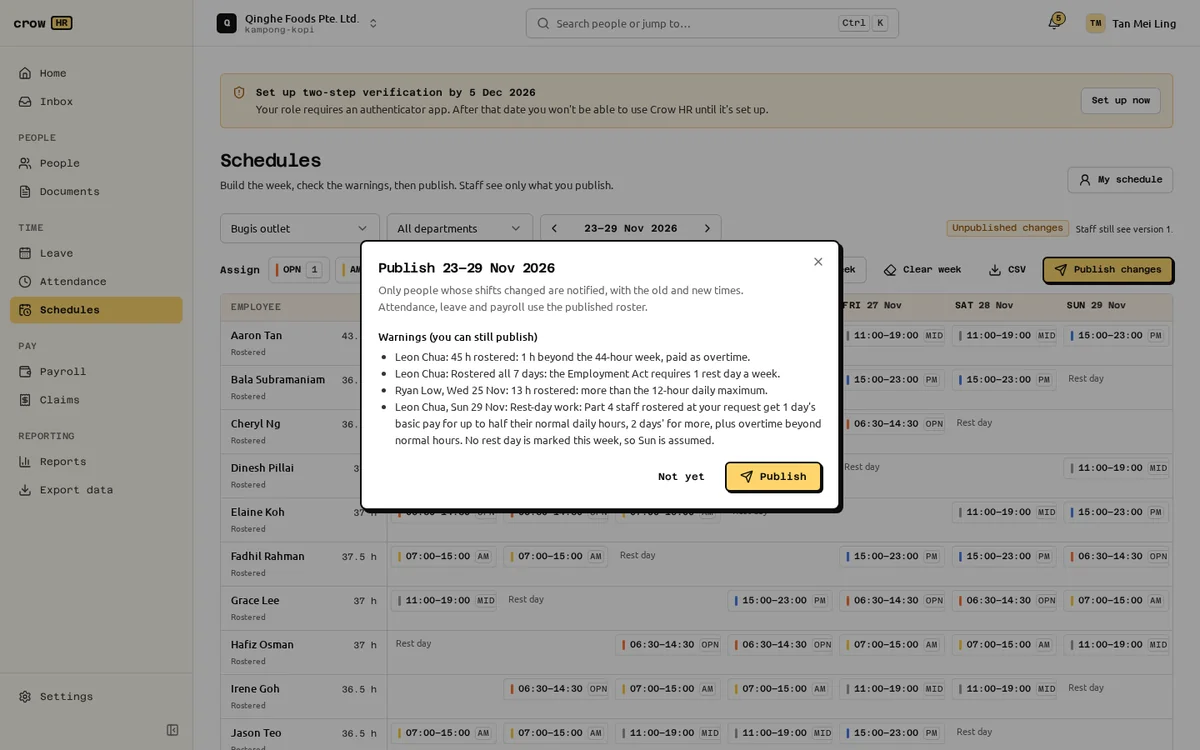 crow HR
Q Qinghe Foods Pte. Ltd.
kampong-kopi
Search people or jump to… Ctrl K
5
TM Tan Mei Ling
Home
Inbox
PEOPLE
People
Documents
TIME
Leave
Attendance
Schedules
PAY
Payroll
Claims
REPORTING
Reports
Export data
Settings
Set up two-step verification by 5 Dec 2026
Your role requires an authenticator app. After that date you won't be able to use Crow HR until it's set up.
Set up now
Schedules
Build the week, check the warnings, then publish. Staff see only what you publish.
My schedule
Bugis outlet All departments 23–29 Nov 2026 Unpublished changes Staff still see version 1.
Assign OPN 1 Clear week CSV Publish changes
Publish 23–29 Nov 2026
Only people whose shifts changed are notified, with the old and new times.
Attendance, leave and payroll use the published roster.
Warnings (you can still publish)
Leon Chua: 45 h rostered: 1 h beyond the 44-hour week, paid as overtime.
Leon Chua: Rostered all 7 days: the Employment Act requires 1 rest day a week.
Ryan Low, Wed 25 Nov: 13 h rostered: more than the 12-hour daily maximum.
Leon Chua, Sun 29 Nov: Rest-day work: Part 4 staff rostered at your request get 1 day's
basic pay for up to half their normal daily hours, 2 days' for more, plus overtime beyond
normal hours. No rest day is marked this week, so Sun is assumed.
Not yet Publish
EMPLOYEE FRI 27 Nov SAT 28 Nov SUN 29 Nov
Aaron Tan 11:00–19:00 MID 11:00–19:00 MID 15:00–23:00 PM
Rostered
Bala Subramaniam 15:00–23:00 PM 15:00–23:00 PM Rest day
Rostered
Cheryl Ng 06:30–14:30 OPN Rest day
Rostered
Dinesh Pillai Rest day 11:00–19:00 MID
Rostered
Elaine Koh 11:00–19:00 MID 15:00–23:00 PM
Rostered
Fadhil Rahman 37.5 h 07:00–15:00 AM 07:00–15:00 AM Rest day 15:00–23:00 PM 15:00–23:00 PM 06:30–14:30 OPN
Rostered
Grace Lee 37 h 11:00–19:00 MID Rest day 15:00–23:00 PM 06:30–14:30 OPN 06:30–14:30 OPN 07:00–15:00 AM
Rostered
Hafiz Osman 37 h Rest day 06:30–14:30 OPN 06:30–14:30 OPN 07:00–15:00 AM 07:00–15:00 AM 11:00–19:00 MID
Rostered
Irene Goh 36.5 h 06:30–14:30 OPN 07:00–15:00 AM 07:00–15:00 AM 11:00–19:00 MID 11:00–19:00 MID Rest day
Rostered
Jason Teo 36.5 h 07:00–15:00 AM 07:00–15:00 AM 11:00–19:00 MID 11:00–19:00 MID 15:00–23:00 PM Rest day
Rostered